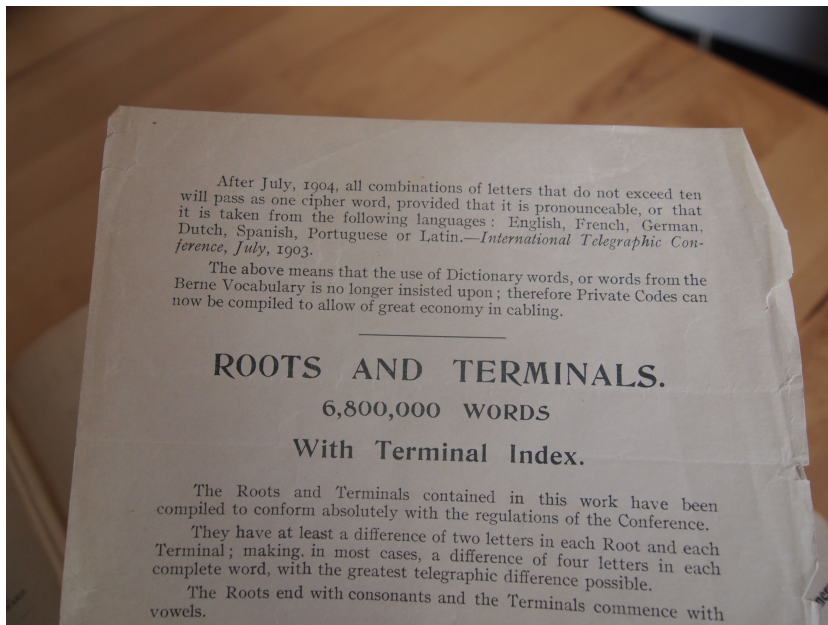 After July, 1904, all combinations of letters that do not exceed ten
will pass as one cipher word, provided that it is pronounceable, or that
it is taken from the following languages : English, French, German,
Dutch, Spanish, Portuguese or Latin.—International Telegraphic Con-
ference, July, 1903.
The above means that the use of Dictionary words, or words from the
Berne Vocabulary is no longer insisted upon ; therefore Private Codes can
now be compiled to allow of great economy in cabling.
ROOTS AND TERMINALS.
6,800,000 WORDS
With Terminal Index.
The Roots and Terminals contained in this work have been
compiled to conform absolutely with the regulations of the Conference.
They have at least a difference of two letters in each Root and each
Terminal ; making, in most cases, a difference of four letters in each
complete word, with the greatest telegraphic difference possible.
The Roots end with consonants and the Terminals commence with
vowels.